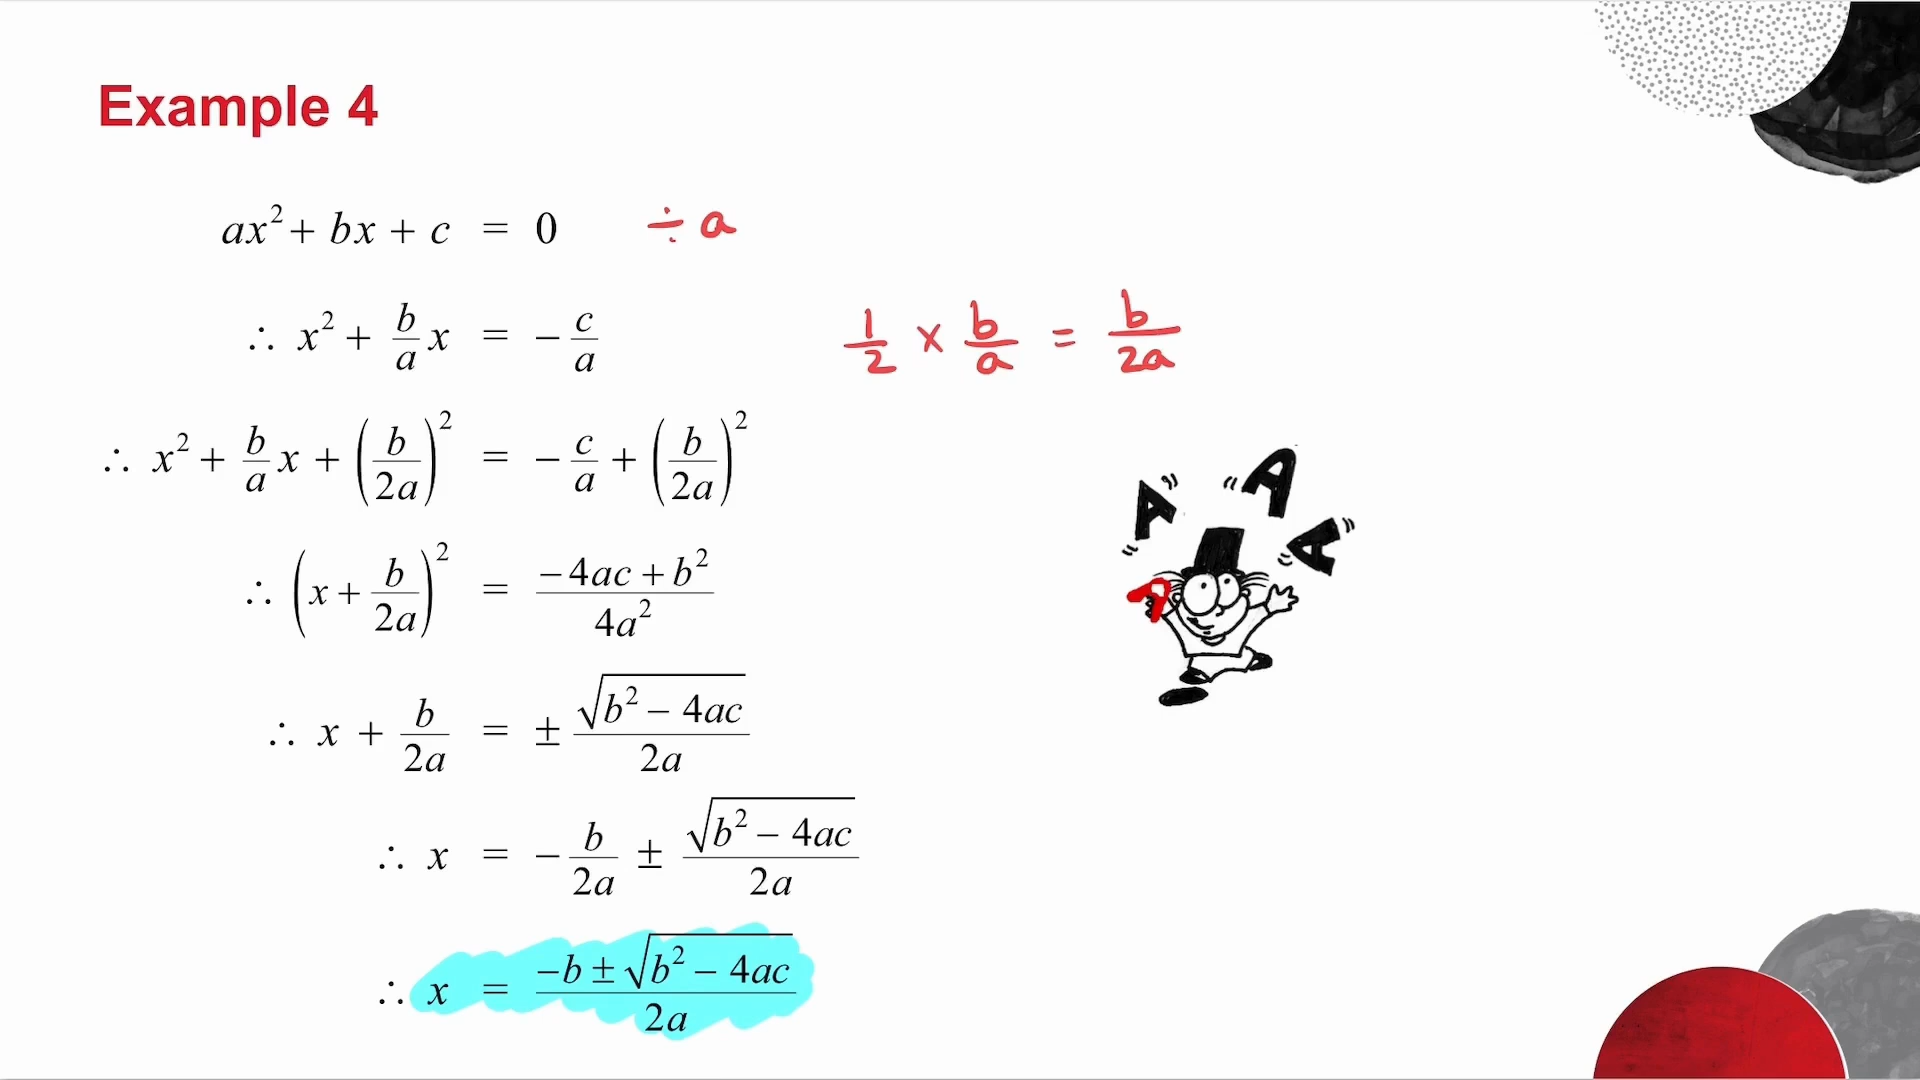 Example 4
ax² + bx + c = 0 ÷ a
∴ x² + b/a x = − c/a
1/2 × b/a = b/2a
∴ x² + b/a x + (b/2a)² = − c/a + (b/2a)²
∴ (x + b/2a)² = (−4ac + b²)/4a²
∴ x + b/2a = ± √(b² − 4ac)/2a
∴ x = − b/2a ± √(b² − 4ac)/2a
∴ x = (−b ± √(b² − 4ac))/2a
A A A A